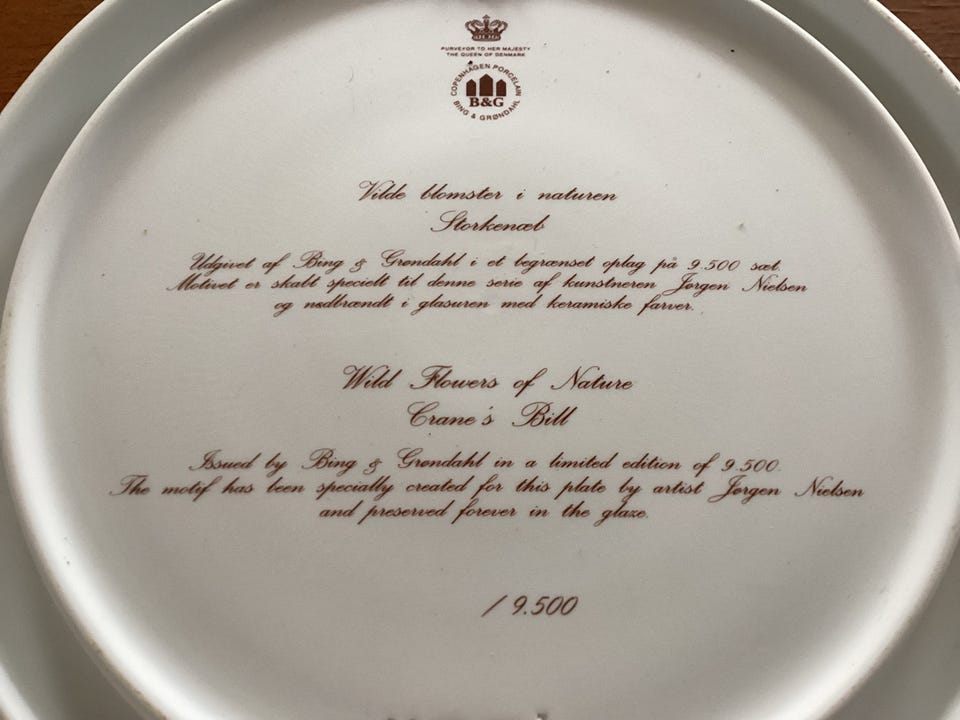 PURVEYOR TO HER MAJESTY
THE QUEEN OF DENMARK
COPENHAGEN PORCELAIN
B&G
BING & GRØNDAHL
Vilde blomster i naturen
Storkenæb
Udgivet af Bing & Grøndahl i et begrænset oplag på 9.500 sæt.
Motivet er skabt specielt til denne serie af kunstneren Jørgen Nielsen
og nedbrændt i glasuren med keramiske farver.
Wild Flowers of Nature
Crane's Bill
Issued by Bing & Grøndahl in a limited edition of 9.500.
The motif has been specially created for this plate by artist Jørgen Nielsen
and preserved forever in the glaze.
/ 9.500